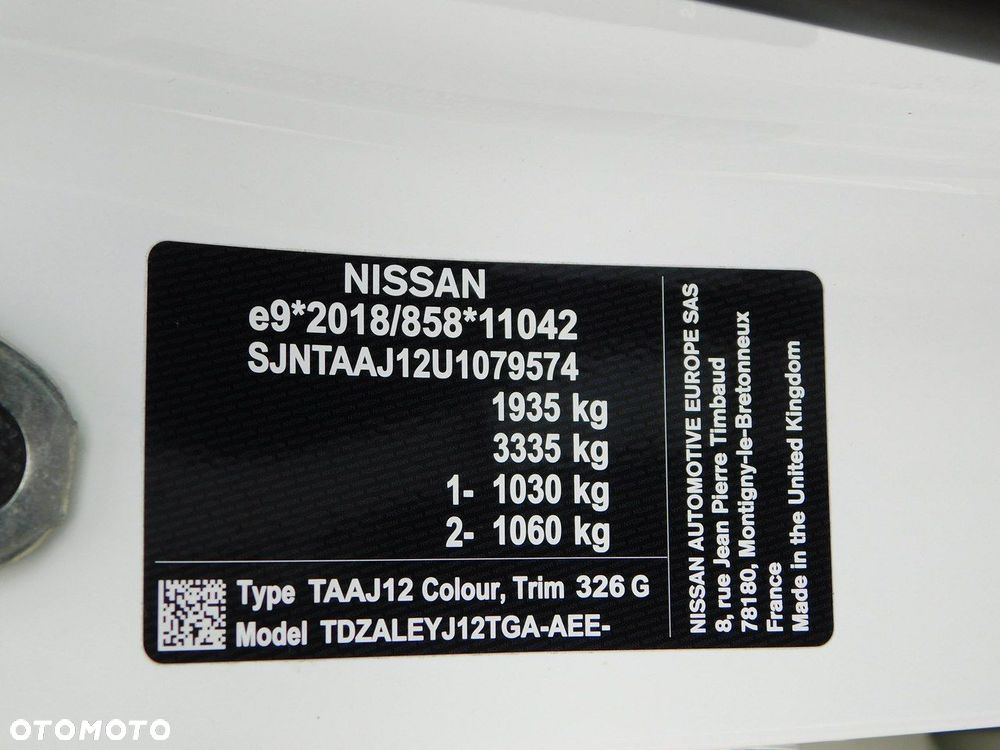 NISSAN
e9*2018/858*11042
SJNTAAJ12U1079574
1935 kg
3335 kg
1- 1030 kg
2- 1060 kg
Type TAAJ12 Colour, Trim 326 G
Model TDZALEYJ12TGA-AEE-
NISSAN AUTOMOTIVE EUROPE SAS
8, rue Jean Pierre Timbaud
78180, Montigny-le-Bretonneux
France
Made in the United Kingdom
OTOMOTO